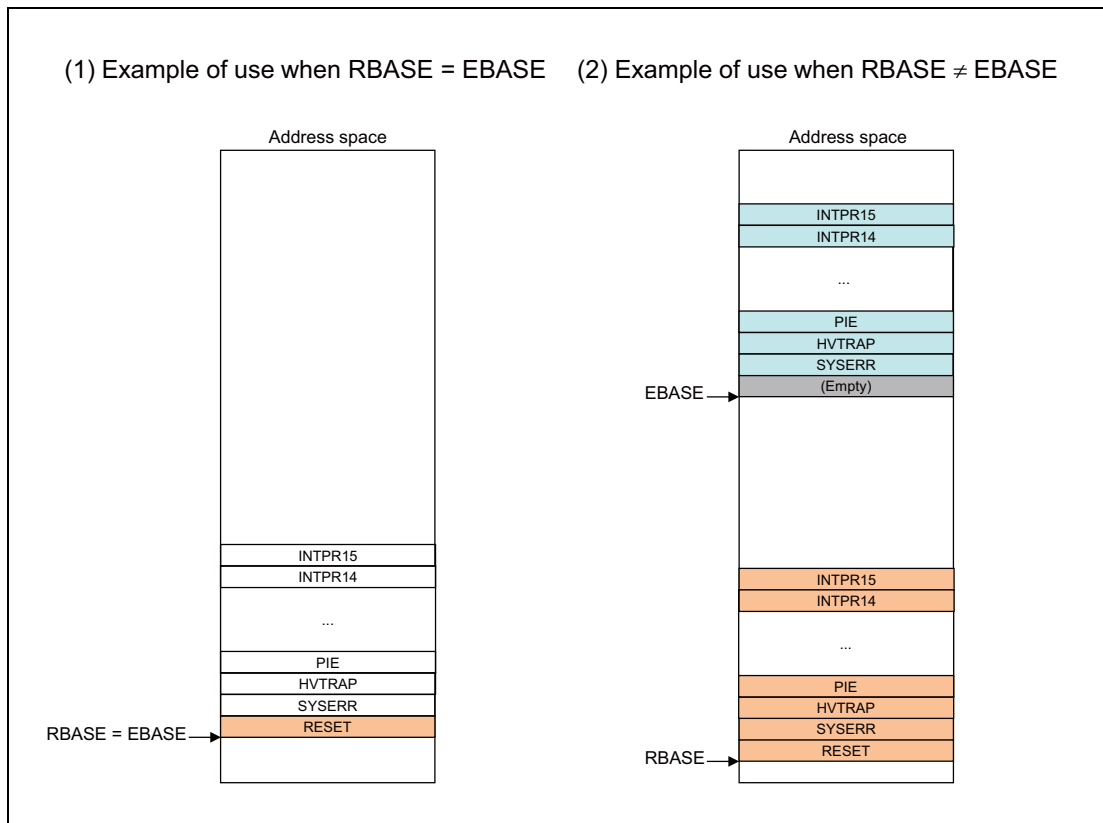 (1) Example of use when RBASE = EBASE
Address space
INTPR15
INTPR14
...
PIE
HVTRAP
SYSERR
RESET
RBASE = EBASE
(2) Example of use when RBASE ≠ EBASE
Address space
INTPR15
INTPR14
...
PIE
HVTRAP
SYSERR
(Empty)
EBASE
INTPR15
INTPR14
...
PIE
HVTRAP
SYSERR
RESET
RBASE